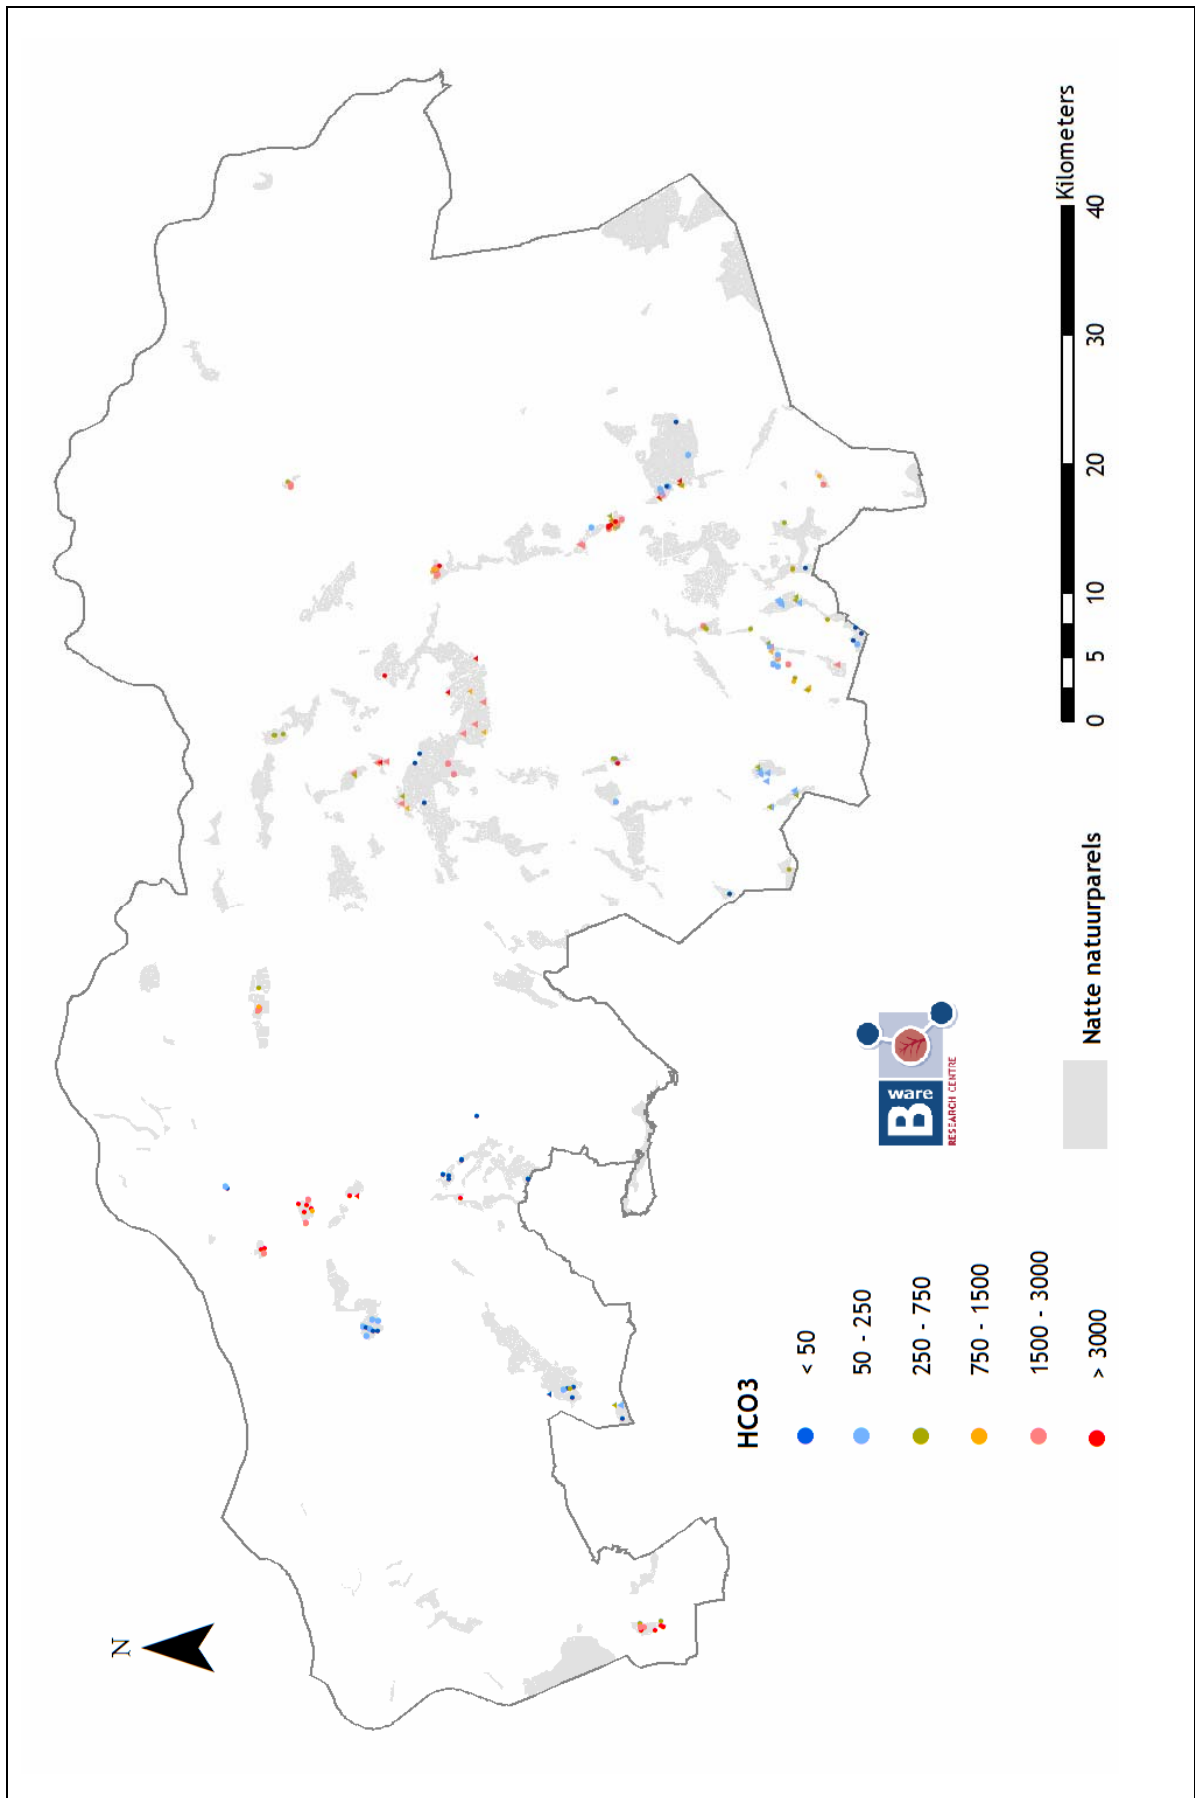 N
HCO3
< 50
50 - 250
250 - 750
750 - 1500
1500 - 3000
> 3000
Natte natuurparels
B ware
RESEARCH CENTRE
0 5 10 20 30 40
Kilometers